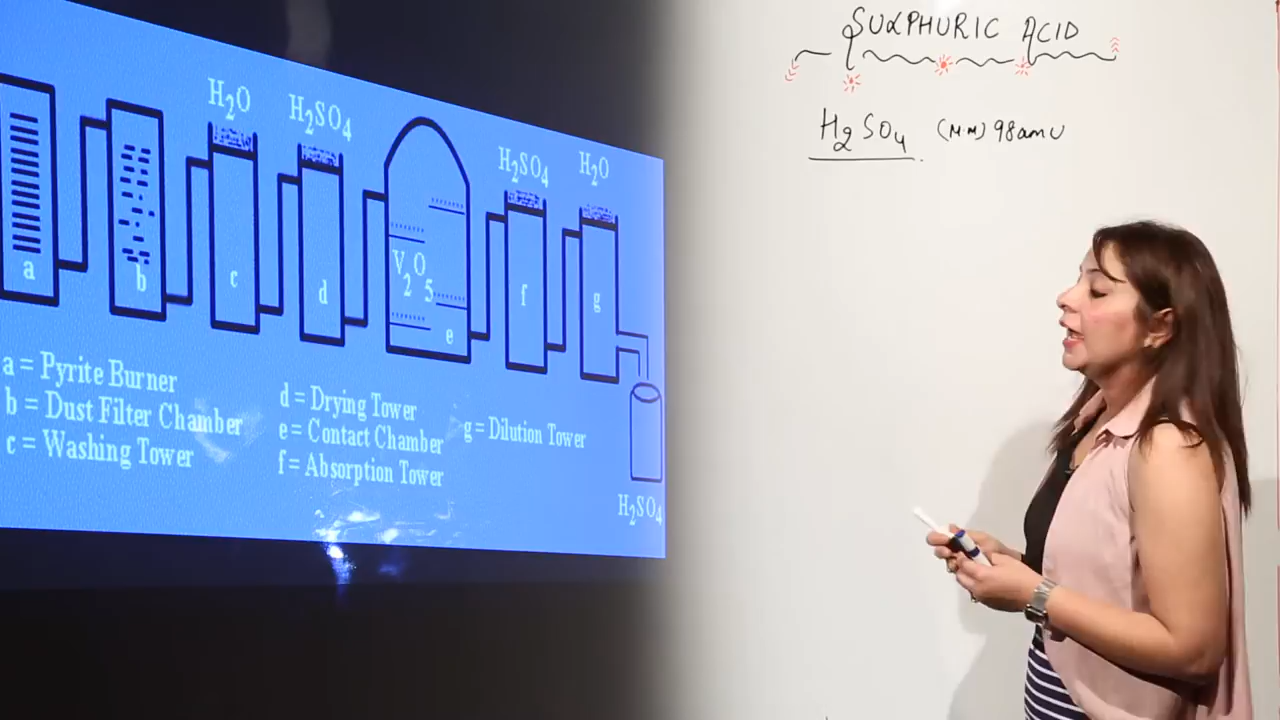 H2O
H2SO4
H2SO4
H2O
V2O5
a
b
c
d
e
f
g
a = Pyrite Burner
b = Dust Filter Chamber
c = Washing Tower
d = Drying Tower
e = Contact Chamber
f = Absorption Tower
g = Dilution Tower
H2SO4
SULPHURIC ACID
H2SO4 (M.M) 98amU